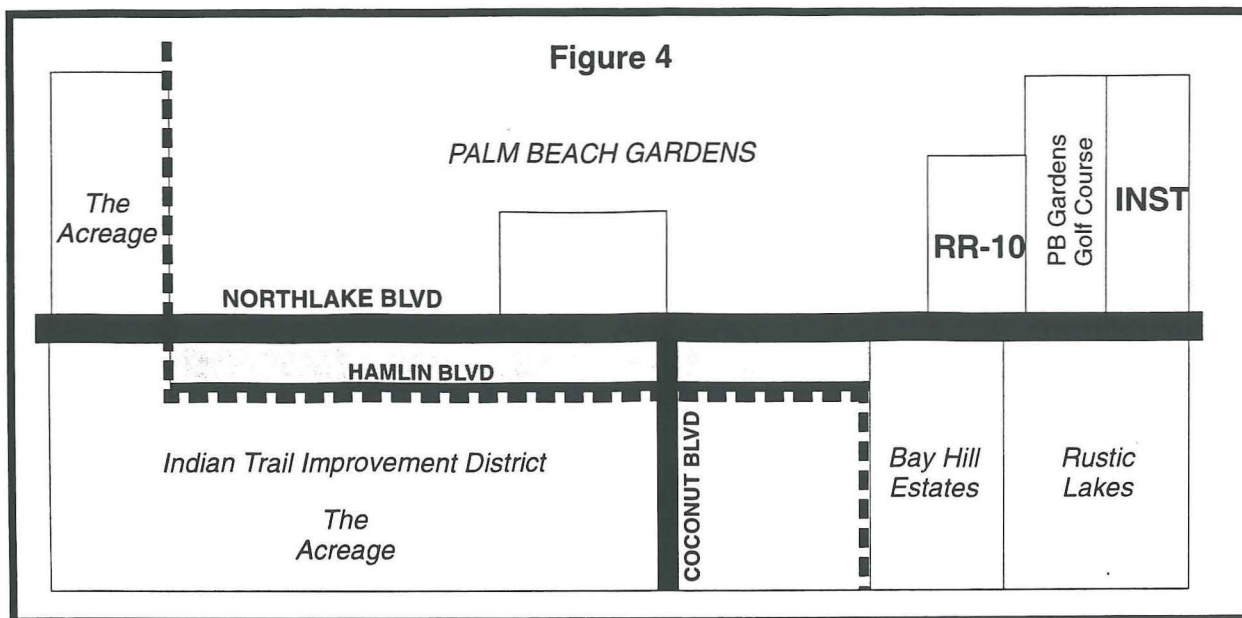 Figure 4
PALM BEACH GARDENS
The
Acreage
RR-10
PB Gardens
Golf Course
INST
NORTHLAKE BLVD
HAMLIN BLVD
COCONUT BLVD
Indian Trail Improvement District
The
Acreage
Bay Hill
Estates
Rustic
Lakes